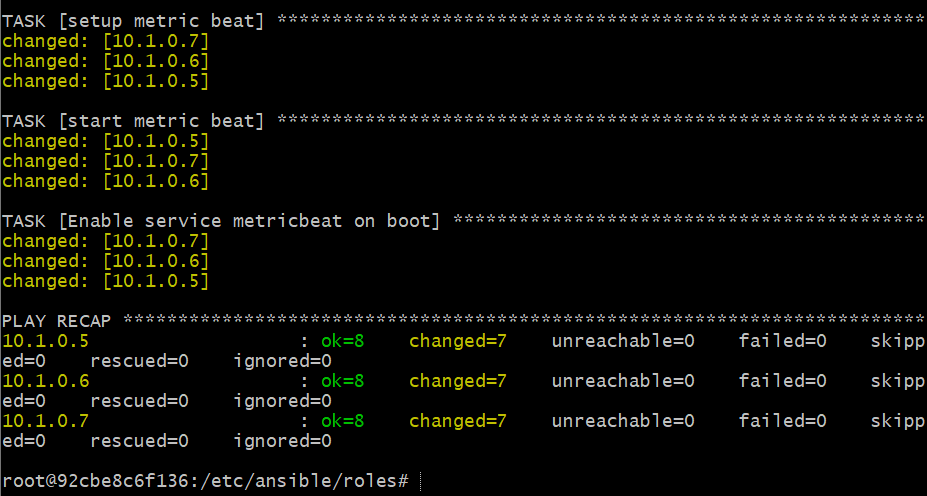 TASK [setup metric beat] ***********************************************************
changed: [10.1.0.7]
changed: [10.1.0.6]
changed: [10.1.0.5]
TASK [start metric beat] ***********************************************************
changed: [10.1.0.5]
changed: [10.1.0.7]
changed: [10.1.0.6]
TASK [Enable service metricbeat on boot] *******************************************
changed: [10.1.0.7]
changed: [10.1.0.6]
changed: [10.1.0.5]
PLAY RECAP *************************************************************************
10.1.0.5                   : ok=8    changed=7    unreachable=0    failed=0    skipp
ed=0    rescued=0    ignored=0
10.1.0.6                   : ok=8    changed=7    unreachable=0    failed=0    skipp
ed=0    rescued=0    ignored=0
10.1.0.7                   : ok=8    changed=7    unreachable=0    failed=0    skipp
ed=0    rescued=0    ignored=0
root@92cbe8c6f136:/etc/ansible/roles#